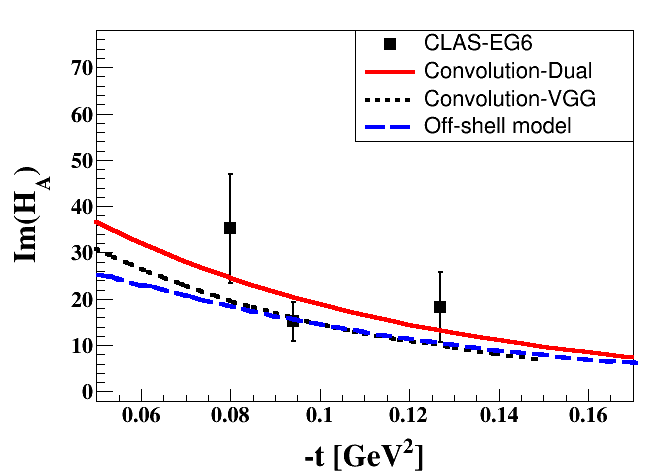 CLAS-EG6
Convolution-Dual
Convolution-VGG
Off-shell model
70
60
50
40
30
20
10
0
Im(H_A)
0.06 0.08 0.1 0.12 0.14 0.16
-t [GeV²]